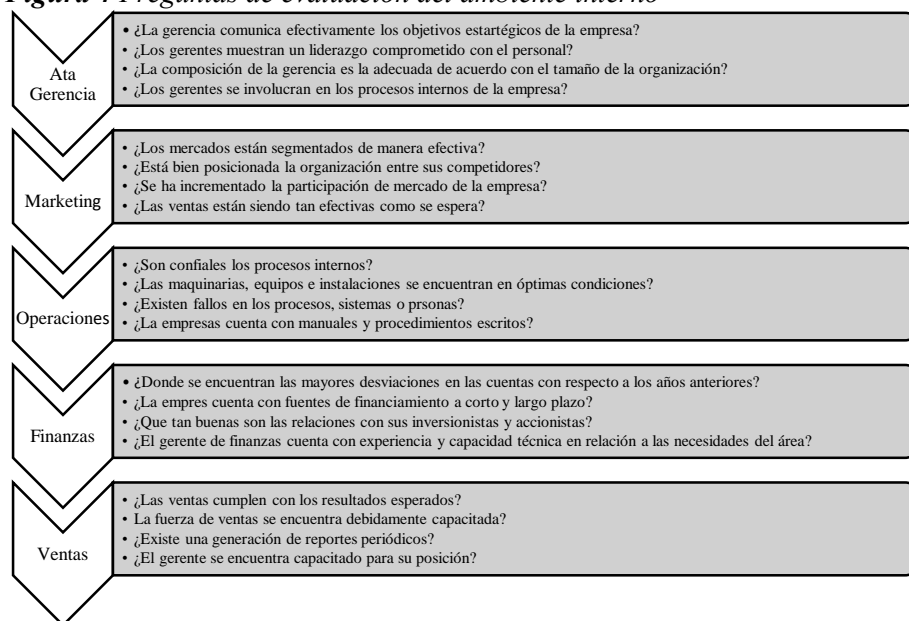 Figura 4 Preguntas de evaluación del ambiente interno
Ata
Gerencia
• ¿La gerencia comunica efectivamente los objetivos estartégicos de la empresa?
• ¿Los gerentes muestran un liderazgo comprometido con el personal?
• ¿La composición de la gerencia es la adecuada de acuerdo con el tamaño de la organización?
• ¿Los gerentes se involucran en los procesos internos de la empresa?
Marketing
• ¿Los mercados están segmentados de manera efectiva?
• ¿Está bien posicionada la organización entre sus competidores?
• ¿Se ha incrementado la participación de mercado de la empresa?
• ¿Las ventas están siendo tan efectivas como se espera?
Operaciones
• ¿Son confiales los procesos internos?
• ¿Las maquinarias, equipos e instalaciones se encuentran en óptimas condiciones?
• ¿Existen fallos en los procesos, sistemas o prsonas?
• ¿La empresas cuenta con manuales y procedimientos escritos?
Finanzas
• ¿Donde se encuentran las mayores desviaciones en las cuentas con respecto a los años anteriores?
• ¿La empres cuenta con fuentes de financiamiento a corto y largo plazo?
• ¿Que tan buenas son las relaciones con sus inversionistas y accionistas?
• ¿El gerente de finanzas cuenta con experiencia y capacidad técnica en relación a las necesidades del área?
Ventas
• ¿Las ventas cumplen con los resultados esperados?
• La fuerza de ventas se encuentra debidamente capacitada?
• ¿Existe una generación de reportes periódicos?
• ¿El gerente se encuentra capacitado para su posición?